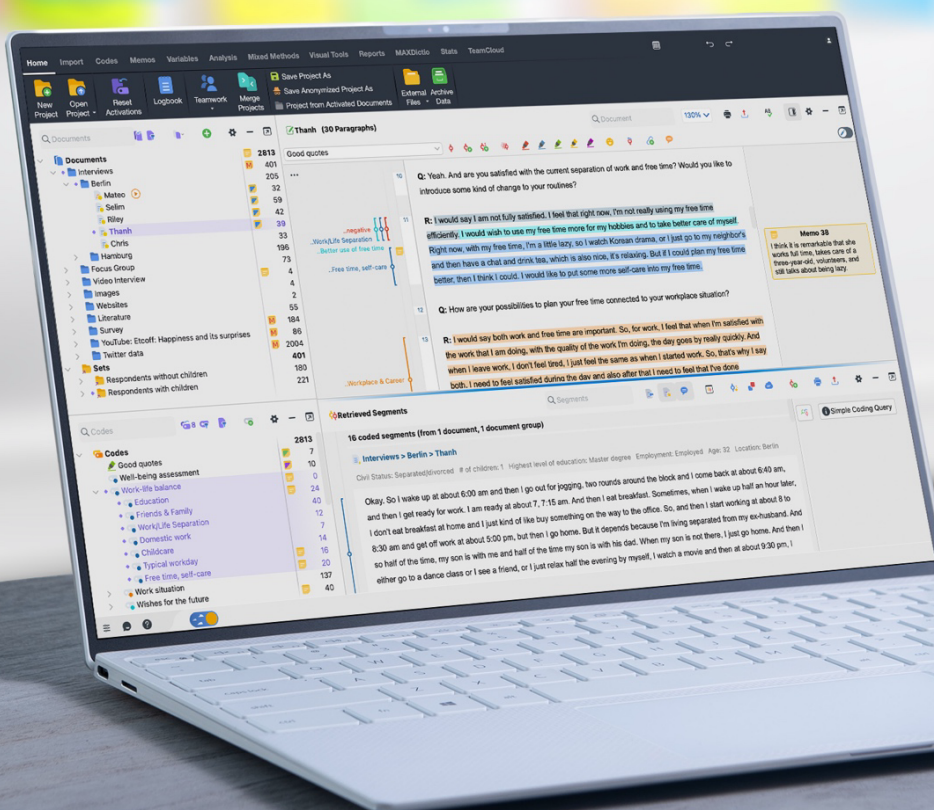 Home Import Codes Memos Variables Analysis Mixed Methods Visual Tools Reports MAXDictio Stats TeamCloud
New Project
Open Project
Reset Activations
Logbook
Teamwork
Merge Projects
Save Project As
Save Anonymized Project As
Project from Activated Documents
External Files
Archive Data
Documents
Documents 2813
Interviews 401
Berlin 205
Mateo 32
Selim 59
Riley 42
Thanh 39
Chris 33
Hamburg 196
Focus Group 73
Video Interview 4
Images 4
Websites 2
Literature 55
Survey 184
YouTube: Etcoff: Happiness and its surprises 86
Twitter data 2004
Sets 401
Respondents without children 180
Respondents with children 221
Thanh (30 Paragraphs)
Document
130%
Good quotes
...
10
Q: Yeah. And are you satisfied with the current separation of work and free time? Would you like to
introduce some kind of change to your routines?
11
..negative
..Work/Life Separation
..Better use of free time
..Free time, self-care
R: I would say I am not fully satisfied. I feel that right now, I'm not really using my free time
efficiently. I would wish to use my free time more for my hobbies and to take better care of myself.
Right now, with my free time, I'm a little lazy, so I watch Korean drama, or I just go to my neighbor's
and then have a chat and drink tea, which is also nice, it's relaxing. But if I could plan my free time
better, then I think I could. I would like to put some more self-care into my free time.
12
Q: How are your possibilities to plan your free time connected to your workplace situation?
13
..Workplace & Career
R: I would say both work and free time are important. So, for work, I feel that when I'm satisfied with
the work that I am doing, with the quality of the work I'm doing, the day goes by really quickly. And
when I leave work, I don't feel tired, I just feel the same as when I started work. So, that's why I say
both. I need to feel satisfied during the day and also after that I need to feel that I've done
Memo 38
I think it is remarkable that she
works full time, takes care of a
three-year-old, volunteers, and
still talks about being lazy.
Codes
Codes 2813
Good quotes 7
Well-being assessment 10
Work-life balance 0
Education 24
Friends & Family 40
Work/Life Separation 12
Domestic work 7
Childcare 14
Typical workday 16
Free time, self-care 20
Work situation 137
Wishes for the future 40
Retrieved Segments
Segments
16 coded segments (from 1 document, 1 document group)
Simple Coding Query
Interviews > Berlin > Thanh
Civil Status: Separated/divorced # of children: 1 Highest level of education: Master degree Employment: Employed Age: 32 Location: Berlin
Okay. So I wake up at about 6:00 am and then I go out for jogging, two rounds around the block and I come back at about 6:40 am,
and then I get ready for work. I am ready at about 7, 7:15 am. And then I eat breakfast. Sometimes, when I wake up half an hour later,
I don't eat breakfast at home and I just kind of like buy something on the way to the office. So, and then I start working at about 8 to
8:30 am and get off work at about 5:00 pm, but then I go home. But it depends because I'm living separated from my ex-husband. And
so half of the time, my son is with me and half of the time my son is with his dad. When my son is not there, I just go home. And then I
either go to a dance class or I see a friend, or I just relax half the evening by myself, I watch a movie and then at about 9:30 pm, I